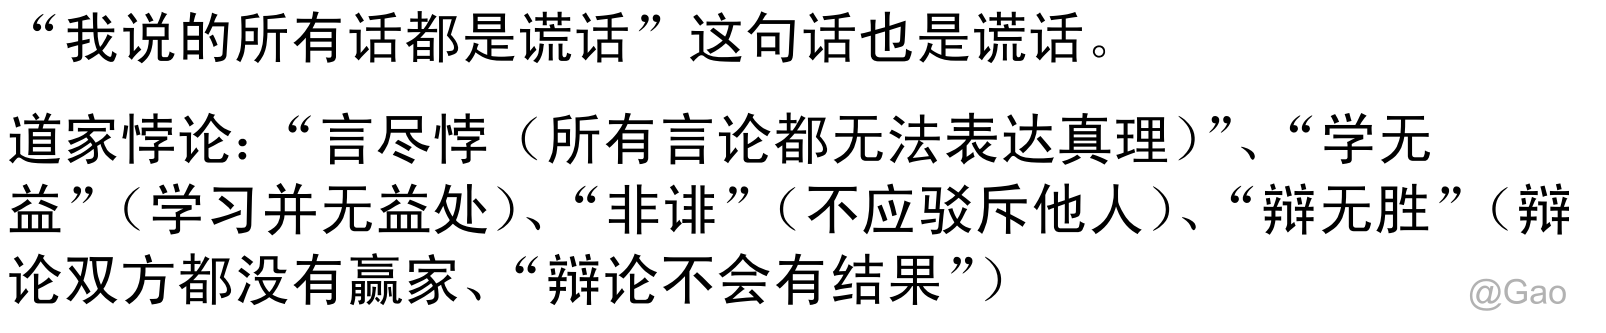 “我说的所有话都是谎话”这句话也是谎话。
道家悖论：“言尽悖（所有言论都无法表达真理）”、“学无
益”（学习并无益处）、“非诽”（不应驳斥他人）、“辩无胜”（辩
论双方都没有赢家、“辩论不会有结果”）
@Gao